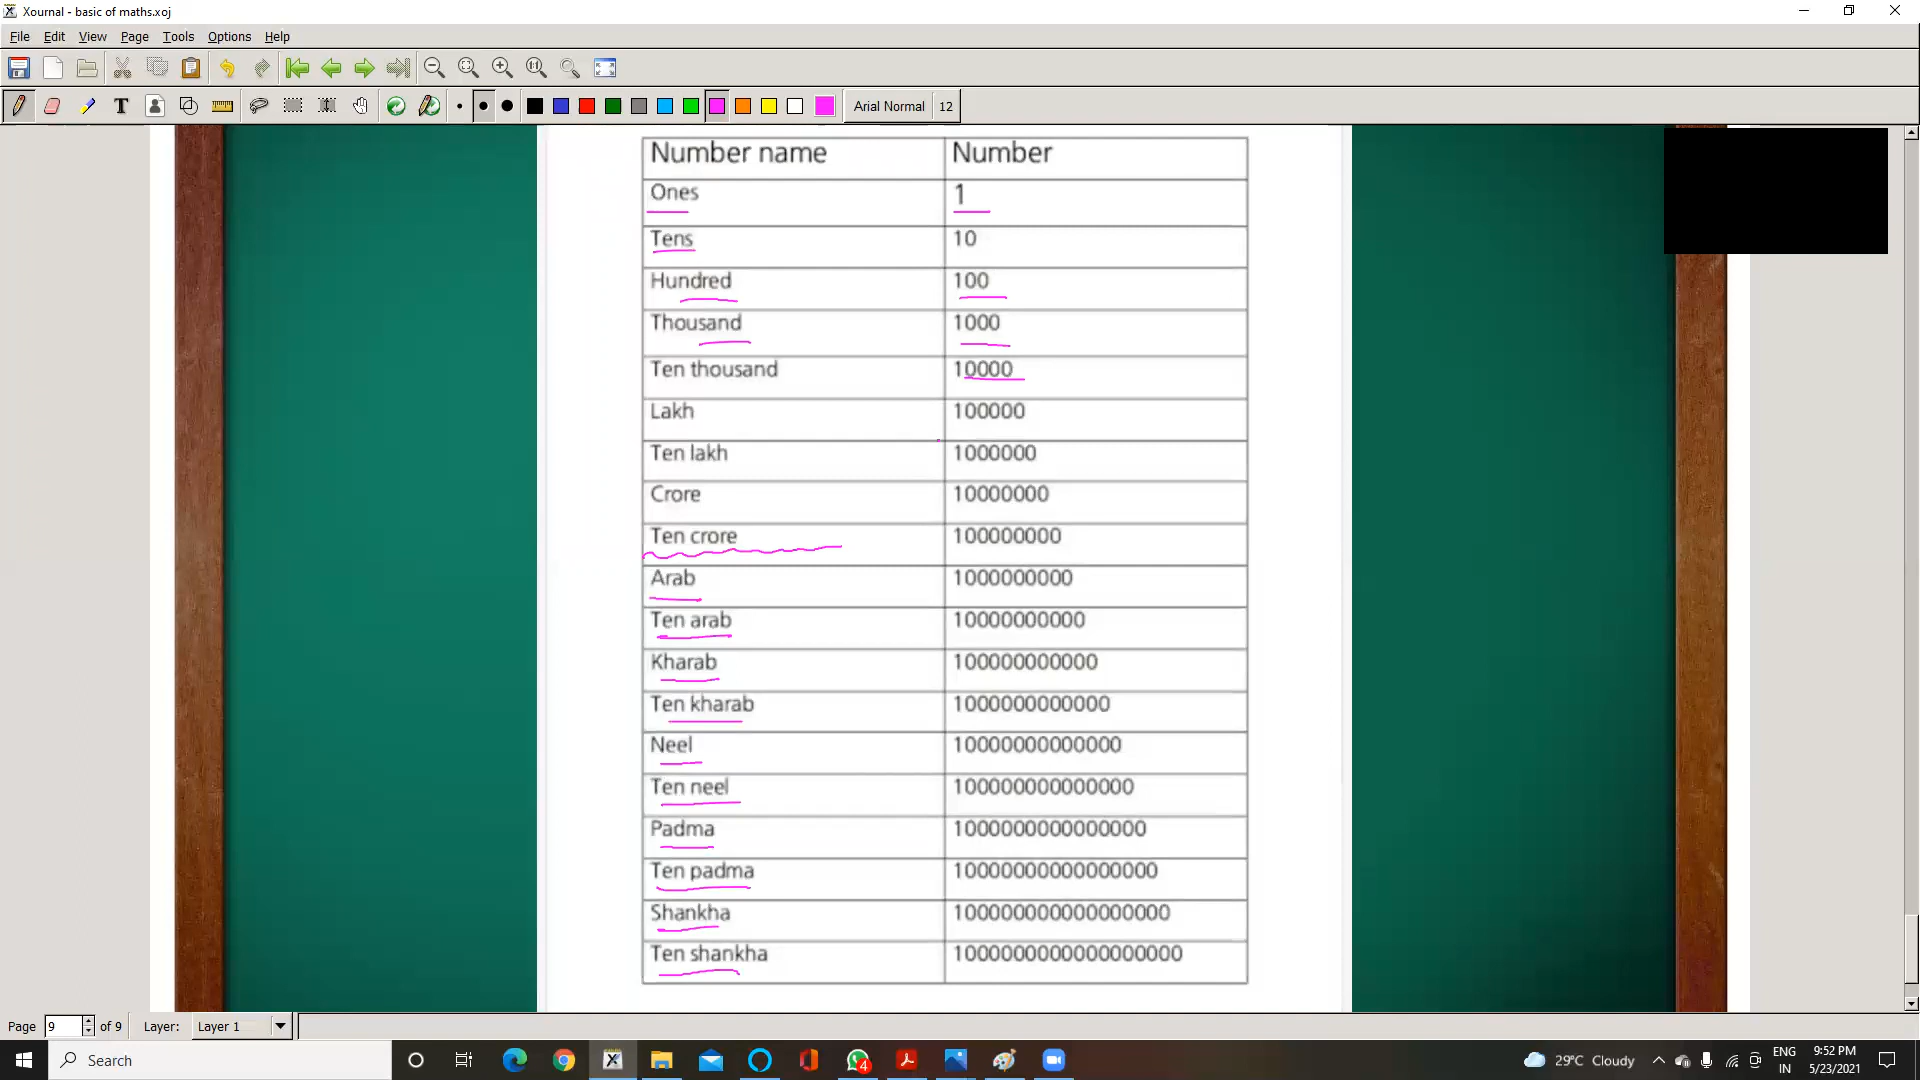 Xournal - basic of maths.xoj
File Edit View Page Tools Options Help
Arial Normal 12
Number name Number
Ones 1
Tens 10
Hundred 100
Thousand 1000
Ten thousand 10000
Lakh 100000
Ten lakh 1000000
Crore 10000000
Ten crore 100000000
Arab 1000000000
Ten arab 10000000000
Kharab 100000000000
Ten kharab 1000000000000
Neel 10000000000000
Ten neel 100000000000000
Padma 1000000000000000
Ten padma 10000000000000000
Shankha 100000000000000000
Ten shankha 1000000000000000000
Page 9 of 9 Layer: Layer 1
Search
4
29°C Cloudy
ENG
IN
9:52 PM
5/23/2021